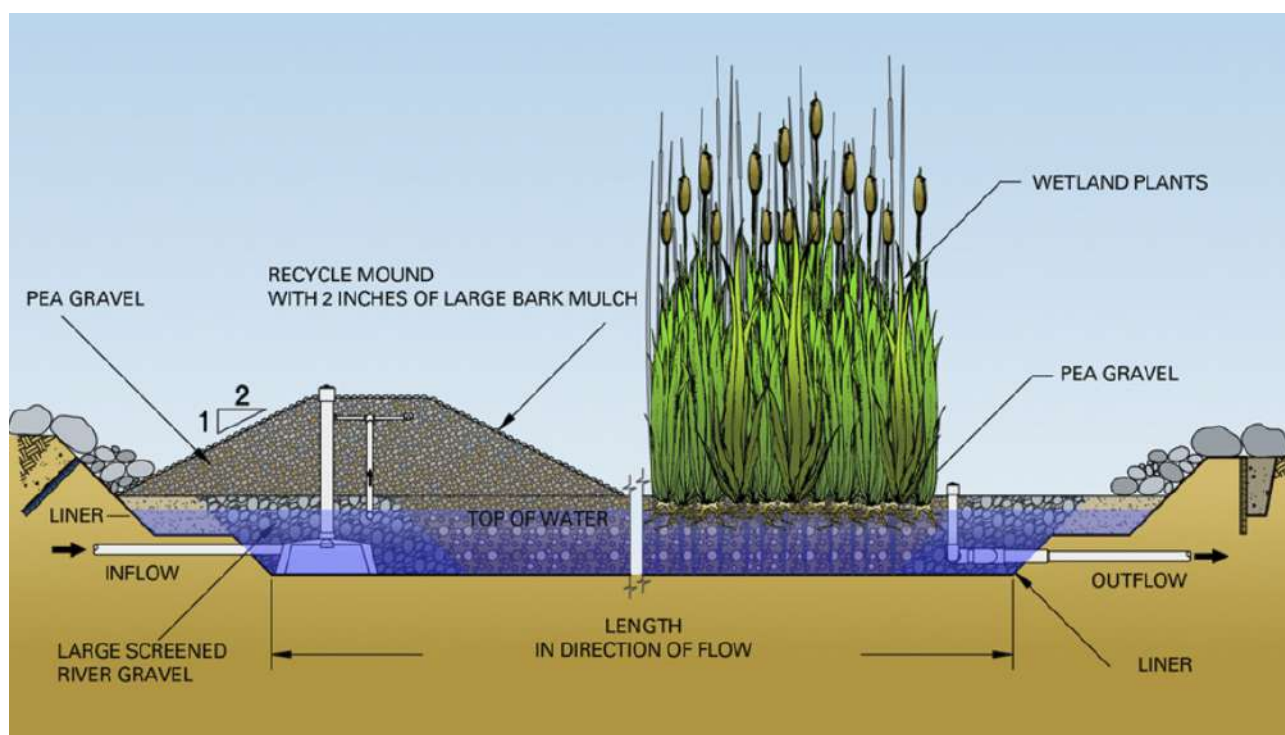 WETLAND PLANTS
RECYCLE MOUND
WITH 2 INCHES OF LARGE BARK MULCH
PEA GRAVEL
PEA GRAVEL
2
1
LINER
TOP OF WATER
INFLOW
OUTFLOW
LENGTH
IN DIRECTION OF FLOW
LARGE SCREENED
RIVER GRAVEL
LINER